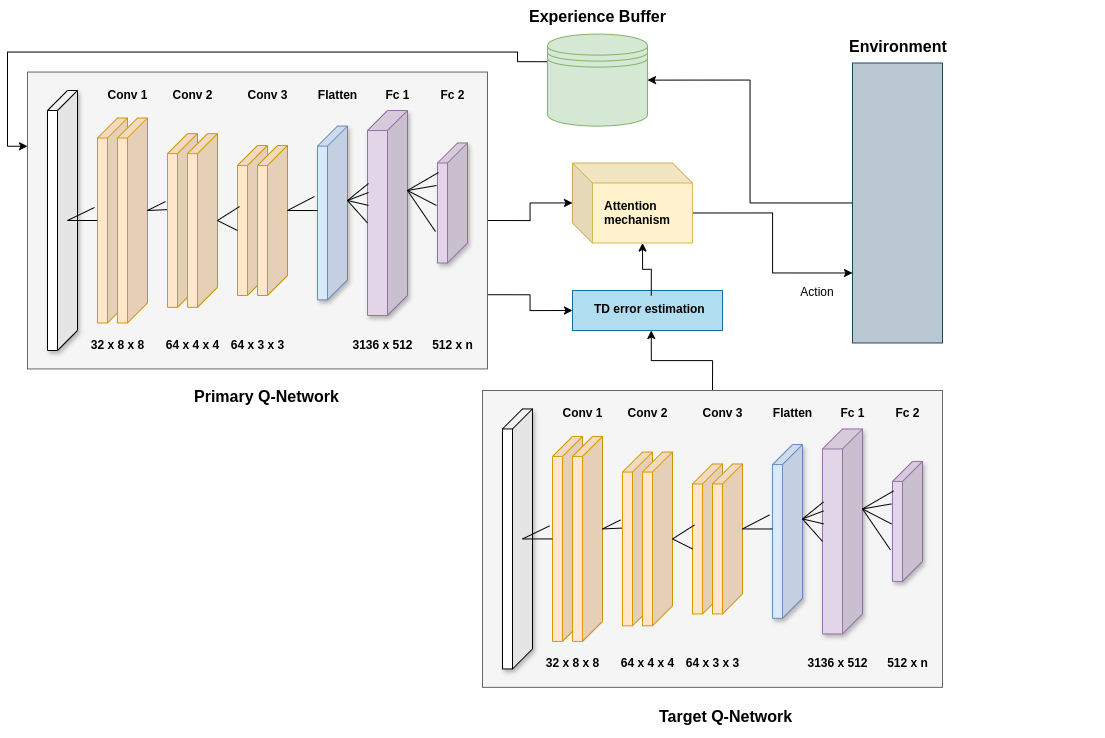 Experience Buffer
Environment
Conv 1 Conv 2 Conv 3 Flatten Fc 1 Fc 2
32 x 8 x 8 64 x 4 x 4 64 x 3 x 3 3136 x 512 512 x n
Primary Q-Network
Attention
mechanism
TD error estimation
Action
Conv 1 Conv 2 Conv 3 Flatten Fc 1 Fc 2
32 x 8 x 8 64 x 4 x 4 64 x 3 x 3 3136 x 512 512 x n
Target Q-Network